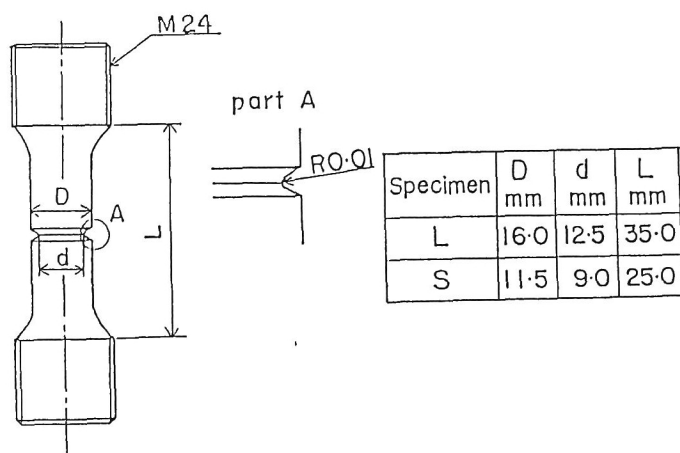 M24
part A
R0·01
D
A
d
L
Specimen D mm d mm L mm
L 16·0 12·5 35·0
S 11·5 9·0 25·0